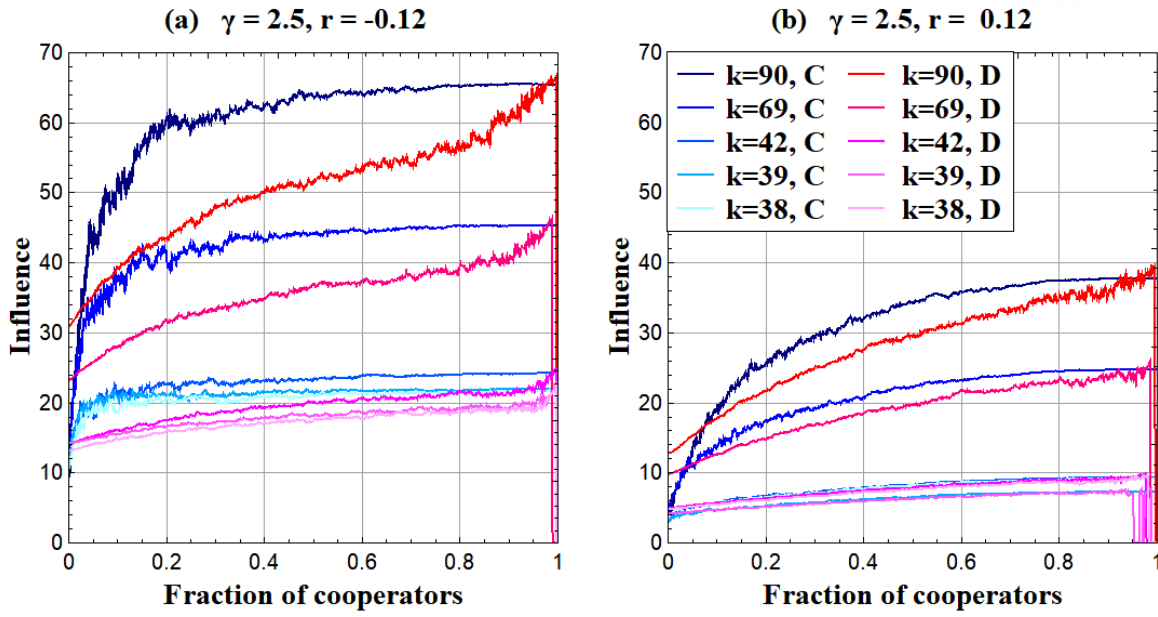 (a) γ = 2.5, r = -0.12
(b) γ = 2.5, r = 0.12
Influence
70
60
50
40
30
20
10
0
0
0.2
0.4
0.6
0.8
1
Fraction of cooperators
Influence
70
60
50
40
30
20
10
0
0
0.2
0.4
0.6
0.8
1
Fraction of cooperators
k=90, C k=90, D
k=69, C k=69, D
k=42, C k=42, D
k=39, C k=39, D
k=38, C k=38, D